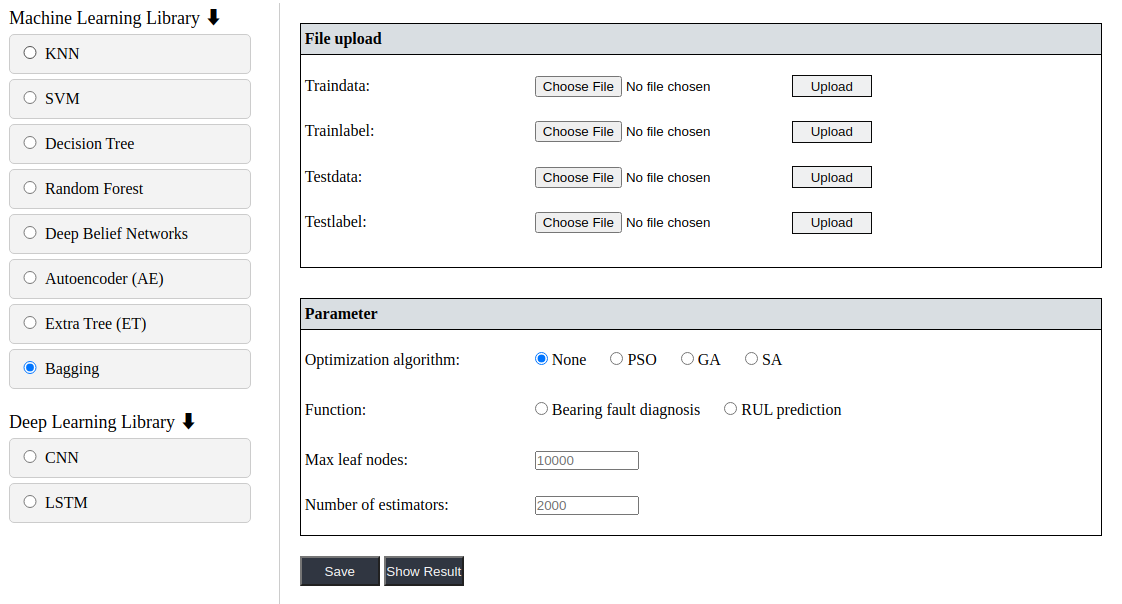 Machine Learning Library ⬇
KNN
SVM
Decision Tree
Random Forest
Deep Belief Networks
Autoencoder (AE)
Extra Tree (ET)
Bagging
Deep Learning Library ⬇
CNN
LSTM
File upload
Traindata: Choose File No file chosen Upload
Trainlabel: Choose File No file chosen Upload
Testdata: Choose File No file chosen Upload
Testlabel: Choose File No file chosen Upload
Parameter
Optimization algorithm: None PSO GA SA
Function: Bearing fault diagnosis RUL prediction
Max leaf nodes: 10000
Number of estimators: 2000
Save Show Result